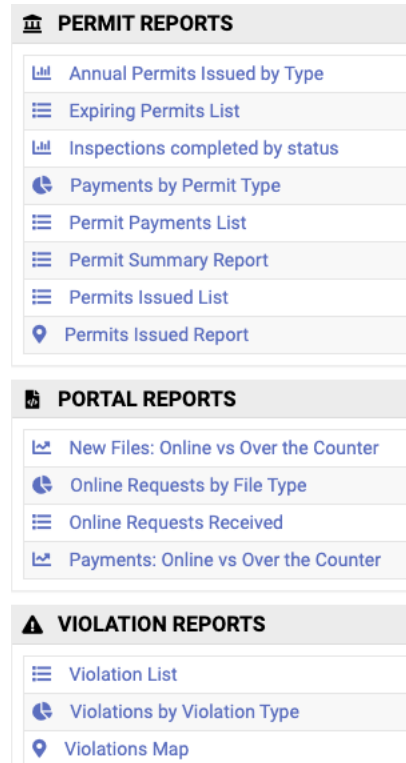 PERMIT REPORTS
Annual Permits Issued by Type
Expiring Permits List
Inspections completed by status
Payments by Permit Type
Permit Payments List
Permit Summary Report
Permits Issued List
Permits Issued Report
PORTAL REPORTS
New Files: Online vs Over the Counter
Online Requests by File Type
Online Requests Received
Payments: Online vs Over the Counter
VIOLATION REPORTS
Violation List
Violations by Violation Type
Violations Map